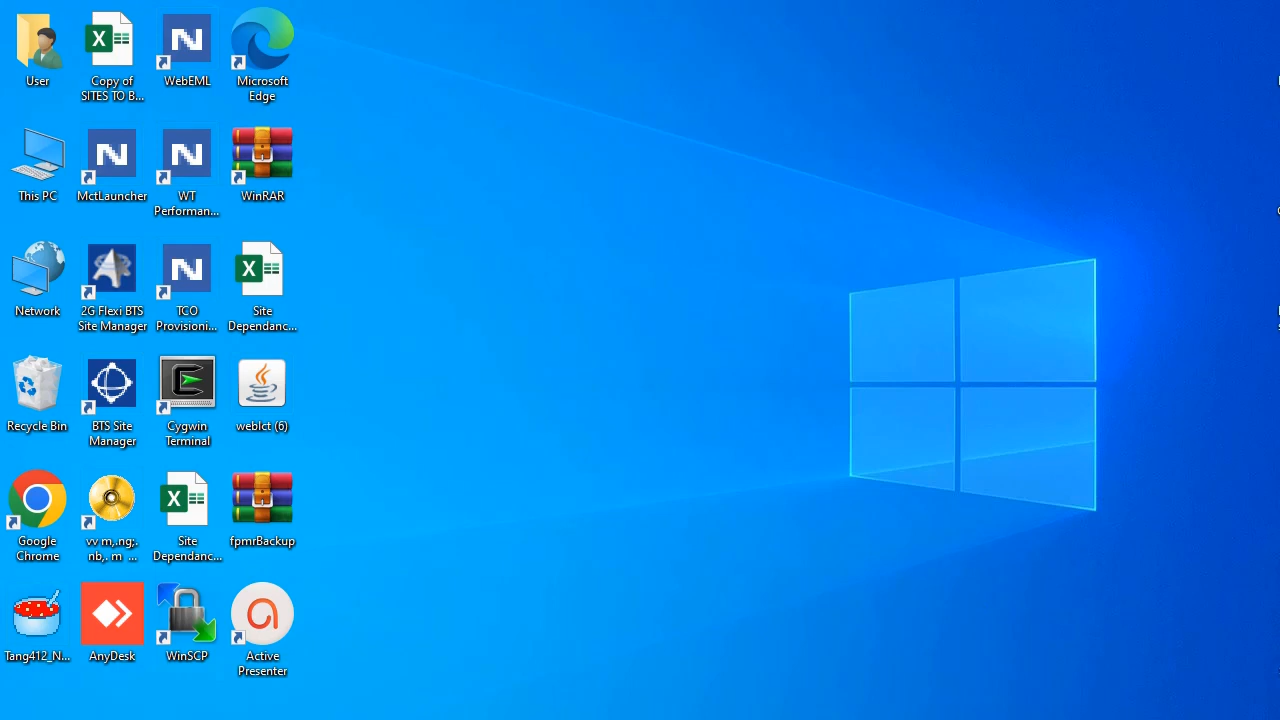 User
Copy of
SITES TO B...
WebEML
Microsoft
Edge
This PC
MctLauncher
WT
Performan...
WinRAR
Network
2G Flexi BTS
Site Manager
TCO
Provisioni...
Site
Dependanc...
Recycle Bin
BTS Site
Manager
Cygwin
Terminal
weblct (6)
Google
Chrome
vv m,.ng;.
nb,. m ...
Site
Dependanc...
fpmrBackup
Tang412_N...
AnyDesk
WinSCP
Active
Presenter